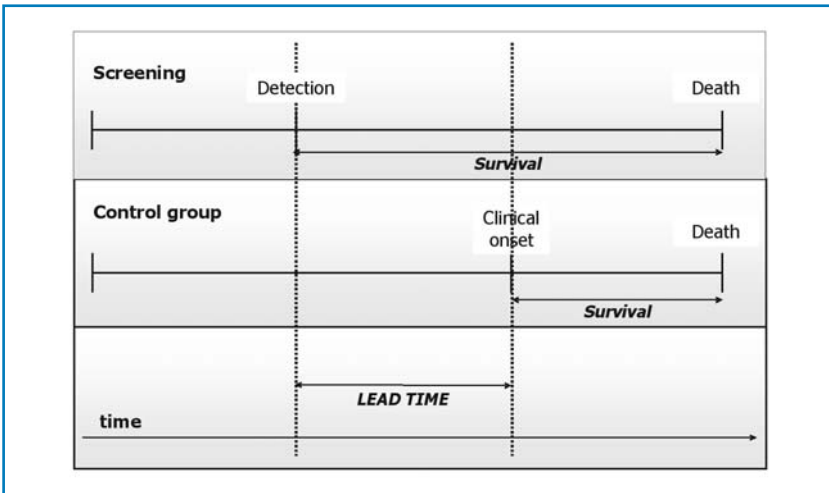 Screening
Detection
Death
Survival
Control group
Clinical
onset
Death
Survival
LEAD TIME
time